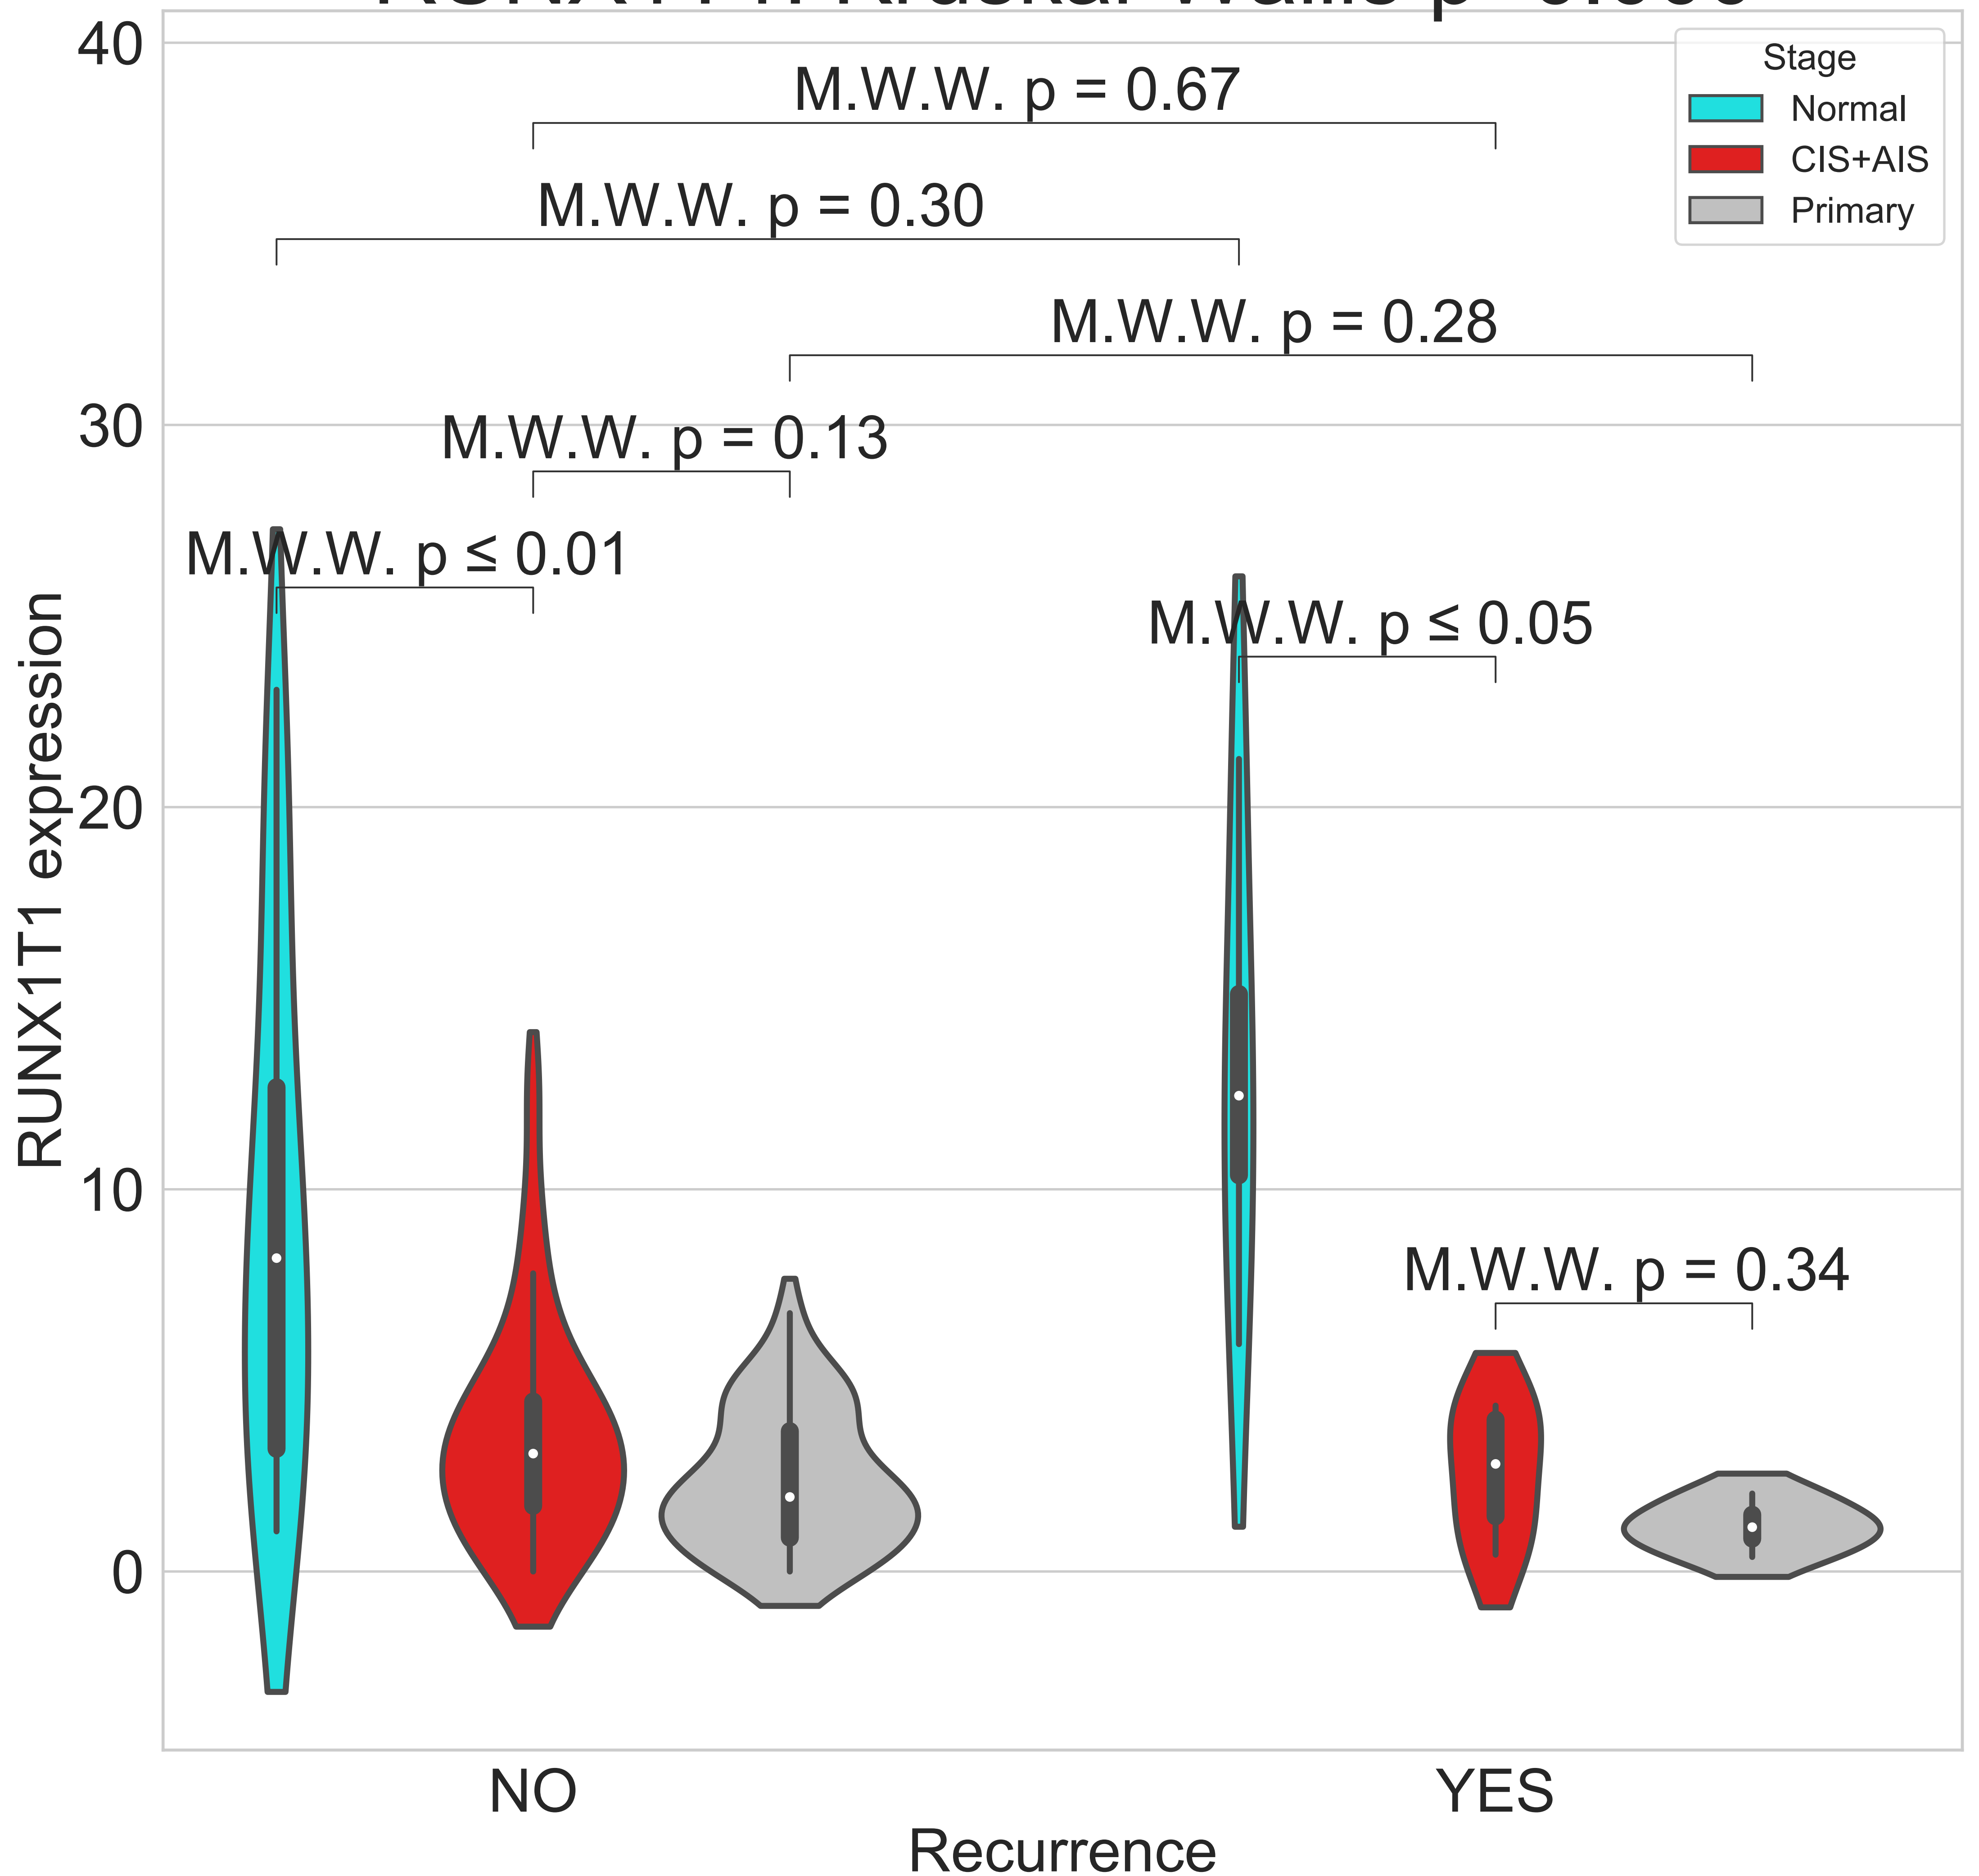 40
Stage
Normal
CIS+AIS
Primary
M.W.W. p = 0.67
M.W.W. p = 0.30
M.W.W. p = 0.28
30
M.W.W. p = 0.13
M.W.W. p ≤ 0.01
M.W.W. p ≤ 0.05
20
RUNX1T1 expression
10
M.W.W. p = 0.34
0
NO
YES
Recurrence